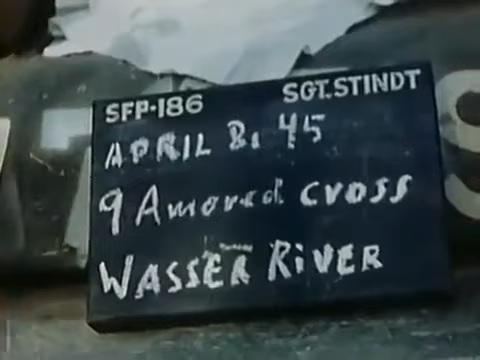 SFP-186 SGT. STINDT
APRIL 8. 45
9 Amored cross
WASSER RIVER